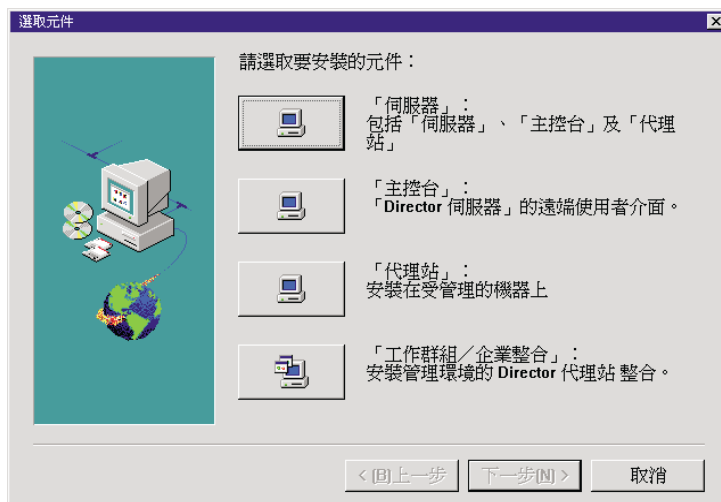 選取元件
請選取要安裝的元件：
「伺服器」：
包括「伺服器」、「主控台」及「代理
站」
「主控台」：
「Director 伺服器」的遠端使用者介面。
「代理站」：
安裝在受管理的機器上
「工作群組／企業整合」：
安裝管理環境的 Director 代理站 整合。
< (B)上一步
下一步(N) >
取消